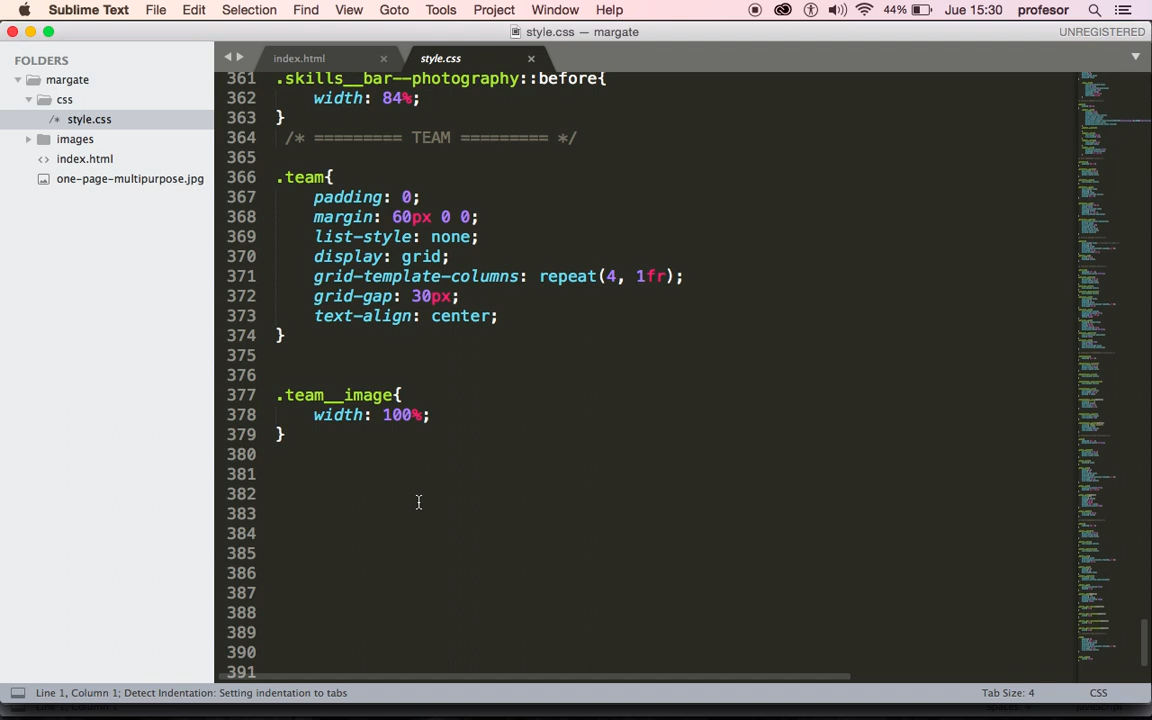 Sublime Text File Edit Selection Find View Goto Tools Project Window Help 44% Jue 15:30 profesor
style.css — margate UNREGISTERED
FOLDERS
margate
css
style.css
images
index.html
one-page-multipurpose.jpg
index.html style.css
361 .skills__bar--photography::before{
362 width: 84%;
363 }
364 /* ========= TEAM ========= */
365
366 .team{
367 padding: 0;
368 margin: 60px 0 0;
369 list-style: none;
370 display: grid;
371 grid-template-columns: repeat(4, 1fr);
372 grid-gap: 30px;
373 text-align: center;
374 }
375
376
377 .team__image{
378 width: 100%;
379 }
380
381
382
383
384
385
386
387
388
389
390
391
Line 1, Column 1; Detect Indentation: Setting indentation to tabs Tab Size: 4 CSS